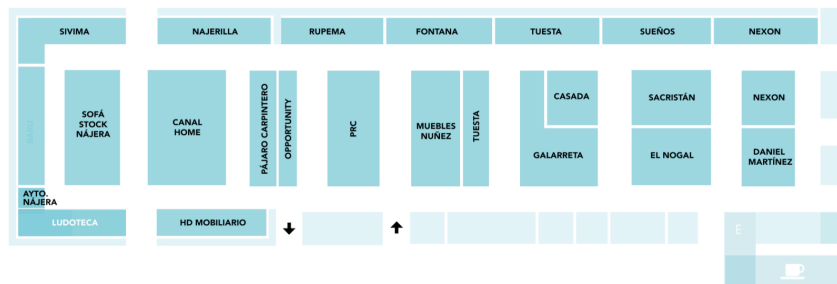 SIVIMA
NAJERILLA
RUPEMA
FONTANA
TUESTA
SUEÑOS
NEXON
SOFÁ
STOCK
NÁJERA
CANAL
HOME
PÁJARO CARPINTERO
OPPORTUNITY
PRC
MUEBLES
NUÑEZ
TUESTA
CASADA
GALARRETA
SACRISTÁN
EL NOGAL
NEXON
DANIEL
MARTÍNEZ
AYTO.
NÁJERA
LUDOTECA
HD MOBILIARIO
E